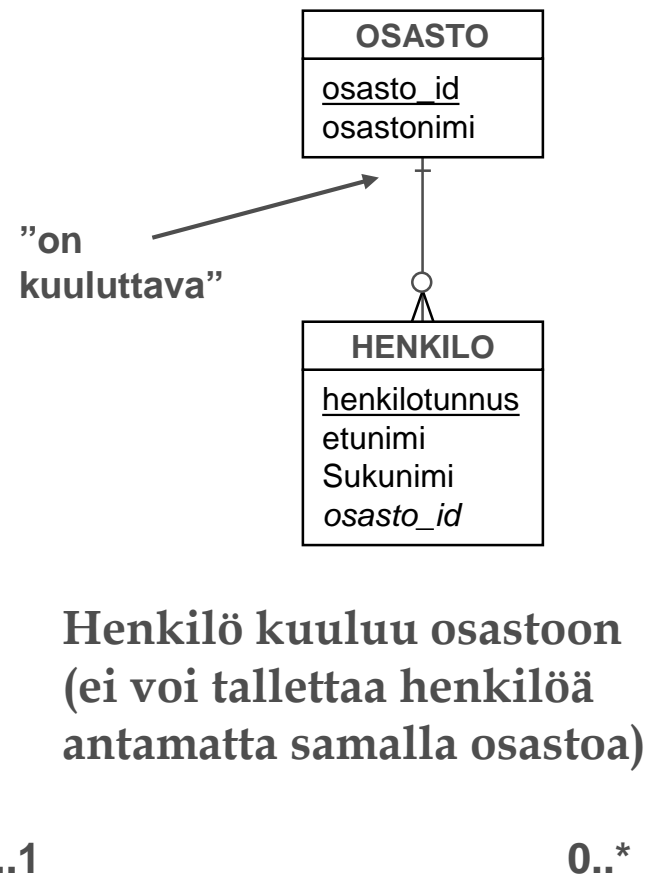 OSASTO
osasto_id
osastonimi
”on
kuuluttava”
HENKILO
henkilotunnus
etunimi
Sukunimi
osasto_id
Henkilö kuuluu osastoon
(ei voi tallettaa henkilöä
antamatta samalla osastoa)
..1 0..*